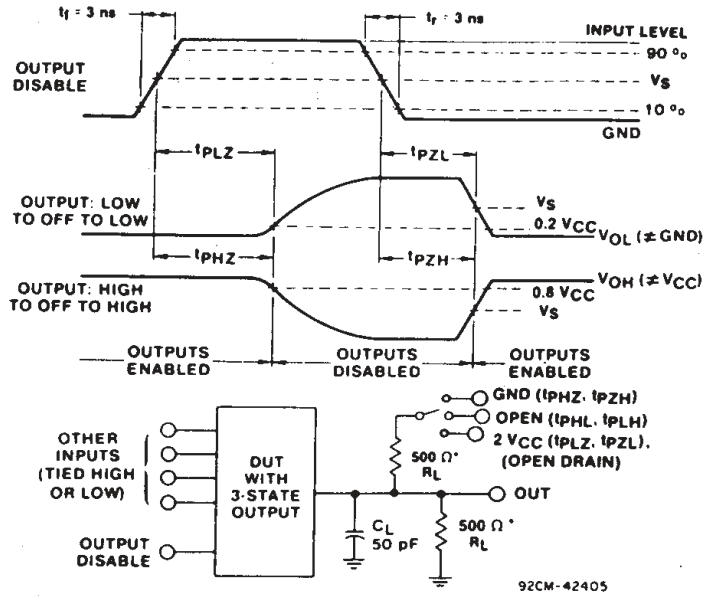 tf = 3 ns
tr = 3 ns
INPUT LEVEL
90 %
OUTPUT
DISABLE
VS
10 %
GND
tPLZ
tPZL
OUTPUT: LOW
TO OFF TO LOW
VS
0.2 VCC
VOL (≠ GND)
tPHZ
tPZH
OUTPUT: HIGH
TO OFF TO HIGH
VOH (≠ VCC)
0.8 VCC
VS
OUTPUTS
ENABLED
OUTPUTS
DISABLED
OUTPUTS
ENABLED
GND (tPHZ, tPZH)
OPEN (tPHL, tPLH)
2 VCC (tPLZ, tPZL),
(OPEN DRAIN)
OTHER
INPUTS
(TIED HIGH
OR LOW)
DUT
WITH
3-STATE
OUTPUT
500 Ω*
RL
OUT
OUTPUT
DISABLE
CL
50 pF
500 Ω*
RL
92CM-42405